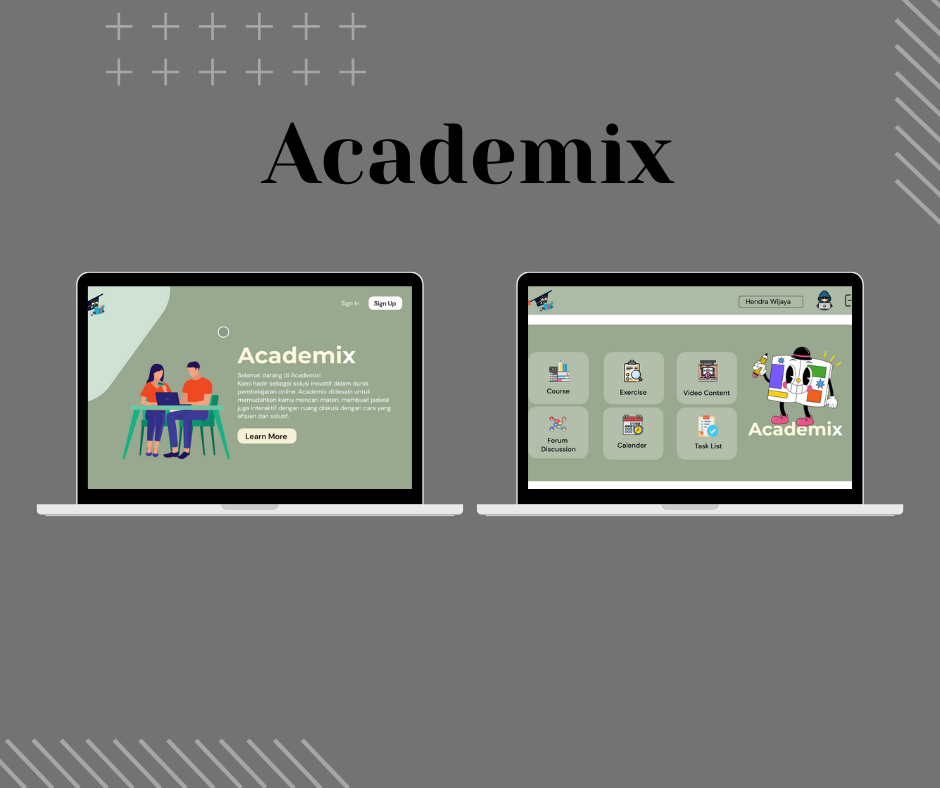 Academix
Sign In
Sign Up
Academix
Selamat datang di Academix!
Kami hadir sebagai solusi inovatif dalam dunia
pembelajaran online. Academix didesain untuk
memudahkan kamu mencari materi, membuat jadwal
juga interaktif dengan ruang diskusi dengan cara yang
efisien dan solutif.
Learn More
Hendra Wijaya
Course
Exercise
Video Content
Forum
Discussion
Calender
Task List
Academix